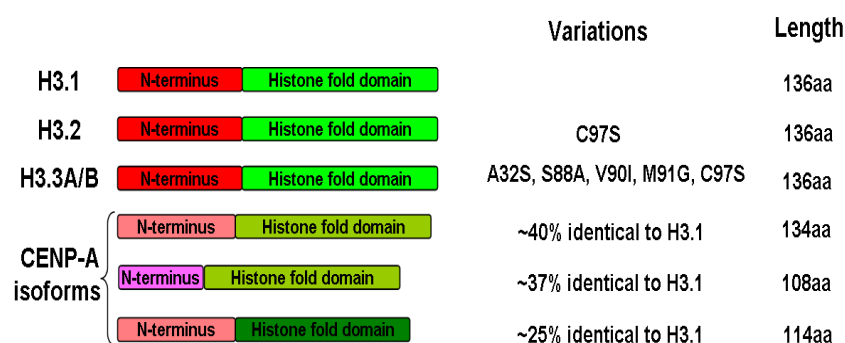 Variations Length
H3.1 N-terminus Histone fold domain 136aa
H3.2 N-terminus Histone fold domain C97S 136aa
H3.3A/B N-terminus Histone fold domain A32S, S88A, V90I, M91G, C97S 136aa
CENP-A
isoforms
N-terminus Histone fold domain ~40% identical to H3.1 134aa
N-terminus Histone fold domain ~37% identical to H3.1 108aa
N-terminus Histone fold domain ~25% identical to H3.1 114aa